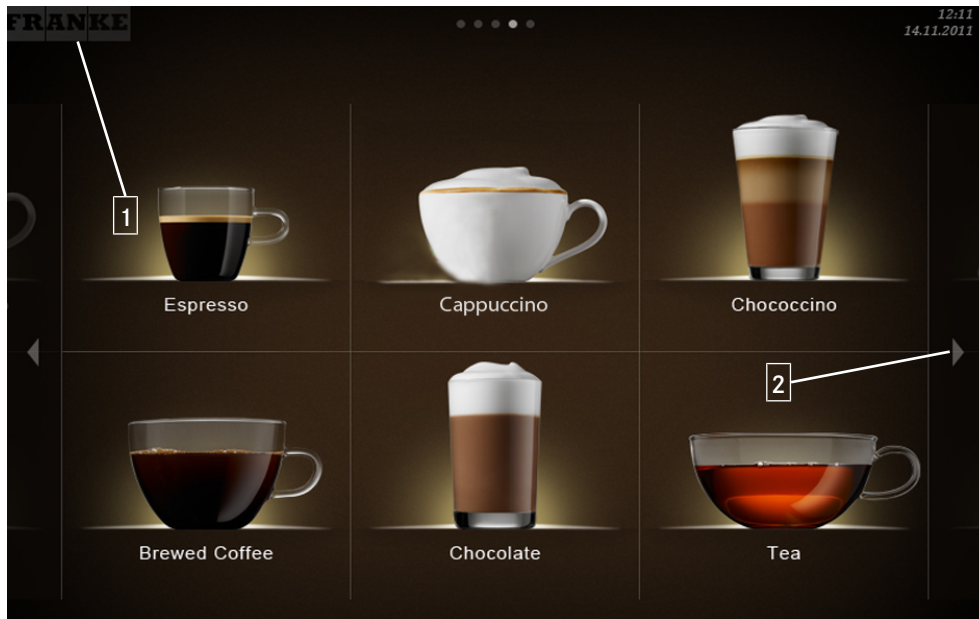 FRANKE
12:11
14.11.2011
1
Espresso
Cappuccino
Chococcino
2
Brewed Coffee
Chocolate
Tea